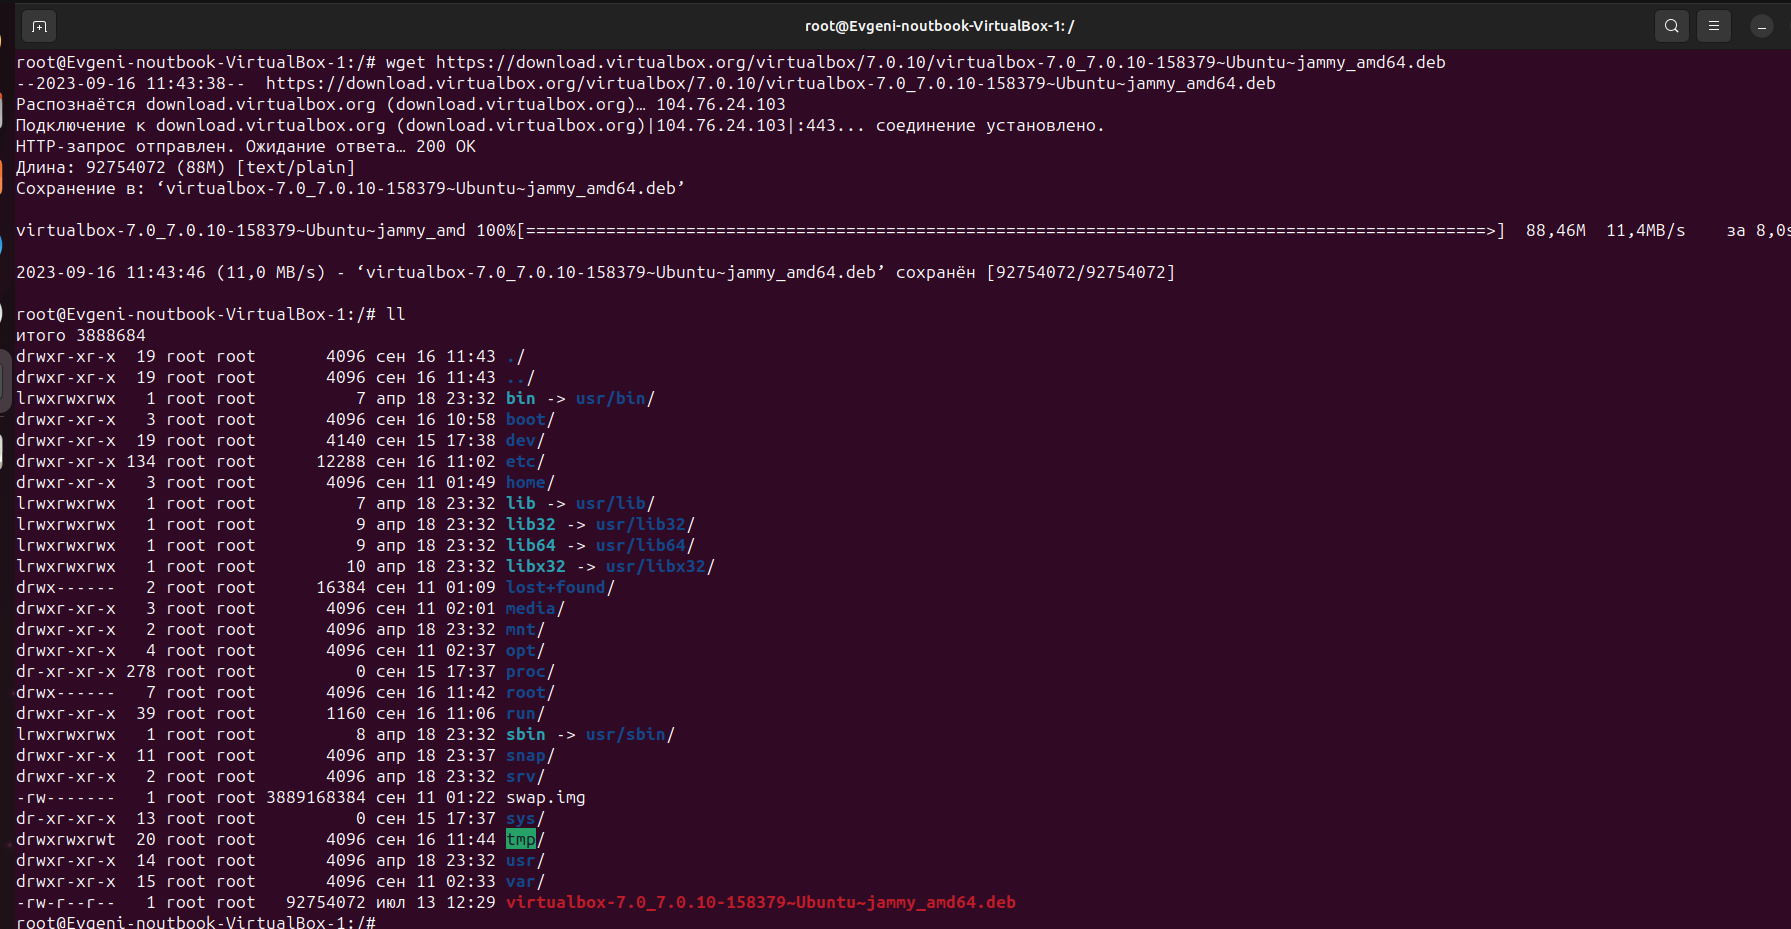 root@Evgeni-noutbook-VirtualBox-1: /
root@Evgeni-noutbook-VirtualBox-1:/# wget https://download.virtualbox.org/virtualbox/7.0.10/virtualbox-7.0_7.0.10-158379~Ubuntu~jammy_amd64.deb
--2023-09-16 11:43:38--  https://download.virtualbox.org/virtualbox/7.0.10/virtualbox-7.0_7.0.10-158379~Ubuntu~jammy_amd64.deb
Распознаётся download.virtualbox.org (download.virtualbox.org)… 104.76.24.103
Подключение к download.virtualbox.org (download.virtualbox.org)|104.76.24.103|:443... соединение установлено.
HTTP-запрос отправлен. Ожидание ответа… 200 OK
Длина: 92754072 (88M) [text/plain]
Сохранение в: ‘virtualbox-7.0_7.0.10-158379~Ubuntu~jammy_amd64.deb’
virtualbox-7.0_7.0.10-158379~Ubuntu~jammy_amd 100%[================================================================================================>]  88,46M  11,4MB/s    за 8,0s
2023-09-16 11:43:46 (11,0 MB/s) - ‘virtualbox-7.0_7.0.10-158379~Ubuntu~jammy_amd64.deb’ сохранён [92754072/92754072]
root@Evgeni-noutbook-VirtualBox-1:/# ll
итого 3888684
drwxr-xr-x  19 root root       4096 сен 16 11:43 ./
drwxr-xr-x  19 root root       4096 сен 16 11:43 ../
lrwxrwxrwx   1 root root          7 апр 18 23:32 bin -> usr/bin/
drwxr-xr-x   3 root root       4096 сен 16 10:58 boot/
drwxr-xr-x  19 root root       4140 сен 15 17:38 dev/
drwxr-xr-x 134 root root      12288 сен 16 11:02 etc/
drwxr-xr-x   3 root root       4096 сен 11 01:49 home/
lrwxrwxrwx   1 root root          7 апр 18 23:32 lib -> usr/lib/
lrwxrwxrwx   1 root root          9 апр 18 23:32 lib32 -> usr/lib32/
lrwxrwxrwx   1 root root          9 апр 18 23:32 lib64 -> usr/lib64/
lrwxrwxrwx   1 root root         10 апр 18 23:32 libx32 -> usr/libx32/
drwx------   2 root root      16384 сен 11 01:09 lost+found/
drwxr-xr-x   3 root root       4096 сен 11 02:01 media/
drwxr-xr-x   2 root root       4096 апр 18 23:32 mnt/
drwxr-xr-x   4 root root       4096 сен 11 02:37 opt/
dr-xr-xr-x 278 root root          0 сен 15 17:37 proc/
drwx------   7 root root       4096 сен 16 11:42 root/
drwxr-xr-x  39 root root       1160 сен 16 11:06 run/
lrwxrwxrwx   1 root root          8 апр 18 23:32 sbin -> usr/sbin/
drwxr-xr-x  11 root root       4096 апр 18 23:37 snap/
drwxr-xr-x   2 root root       4096 апр 18 23:32 srv/
-rw-------   1 root root 3889168384 сен 11 01:22 swap.img
dr-xr-xr-x  13 root root          0 сен 15 17:37 sys/
drwxrwxrwt  20 root root       4096 сен 16 11:44 tmp/
drwxr-xr-x  14 root root       4096 апр 18 23:32 usr/
drwxr-xr-x  15 root root       4096 сен 11 02:33 var/
-rw-r--r--   1 root root   92754072 июл 13 12:29 virtualbox-7.0_7.0.10-158379~Ubuntu~jammy_amd64.deb
root@Evgeni-noutbook-VirtualBox-1:/#